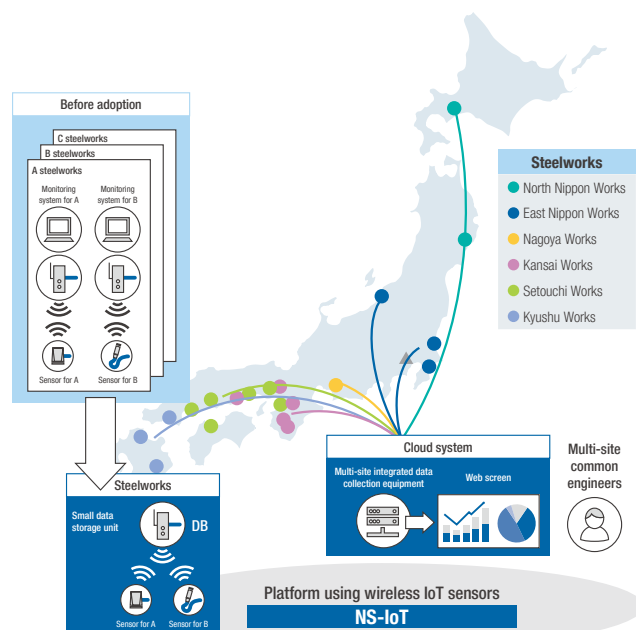 Before adoption
C steelworks
B steelworks
A steelworks
Monitoring
system for A
Monitoring
system for B
Sensor for A
Sensor for B
Steelworks
North Nippon Works
East Nippon Works
Nagoya Works
Kansai Works
Setouchi Works
Kyushu Works
Steelworks
Small data
storage unit
DB
Sensor for A
Sensor for B
Cloud system
Multi-site integrated data
collection equipment
Web screen
Multi-site
common
engineers
Platform using wireless IoT sensors
NS-IoT